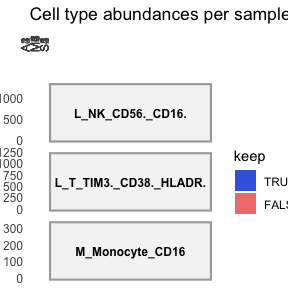 Cell type abundances per sample
1000
500
0
L_NK_CD56._CD16.
1250
1000
750
500
250
0
L_T_TIM3._CD38._HLADR.
300
200
100
0
M_Monocyte_CD16
keep
TRU
FALS